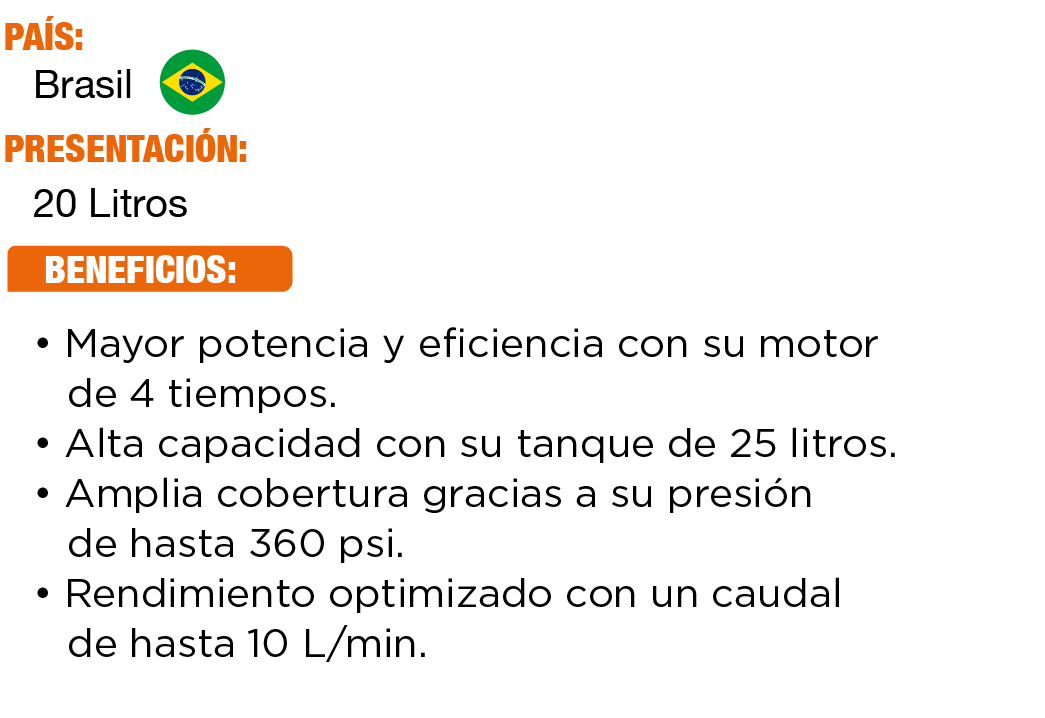 PAÍS:
Brasil
PRESENTACIÓN:
20 Litros
BENEFICIOS:
• Mayor potencia y eficiencia con su motor
de 4 tiempos.
• Alta capacidad con su tanque de 25 litros.
• Amplia cobertura gracias a su presión
de hasta 360 psi.
• Rendimiento optimizado con un caudal
de hasta 10 L/min.